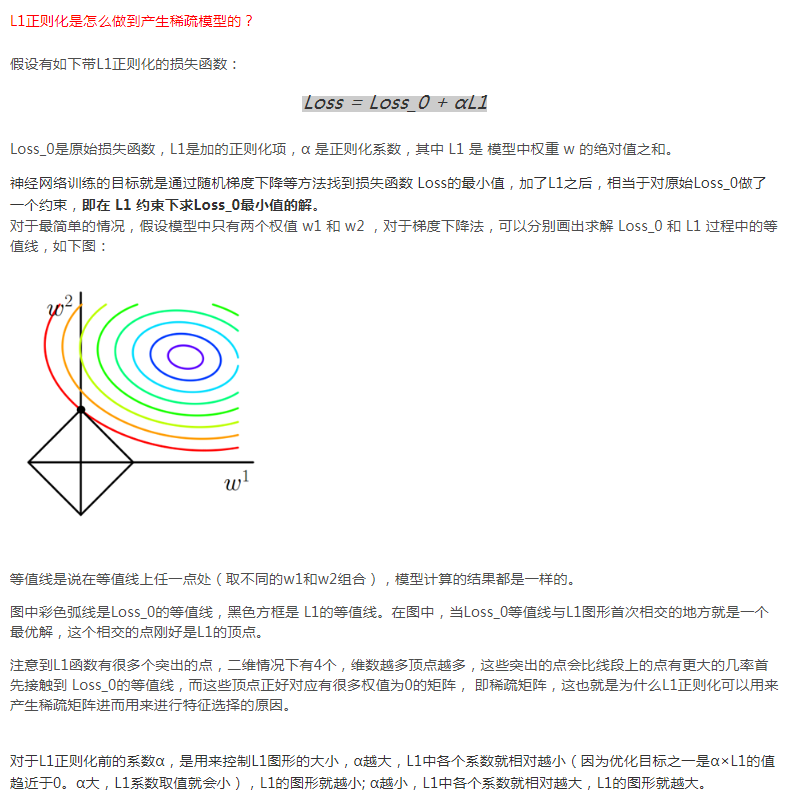 L1正则化是怎么做到产生稀疏模型的？
假设有如下带L1正则化的损失函数：
Loss = Loss_0 + αL1
Loss_0是原始损失函数，L1是加的正则化项，α 是正则化系数，其中 L1 是 模型中权重 w 的绝对值之和。
神经网络训练的目标就是通过随机梯度下降等方法找到损失函数 Loss的最小值，加了L1之后，相当于对原始Loss_0做了
一个约束，即在 L1 约束下求Loss_0最小值的解。
对于最简单的情况，假设模型中只有两个权值 w1 和 w2 ，对于梯度下降法，可以分别画出求解 Loss_0 和 L1 过程中的等
值线，如下图：
w²
w¹
等值线是说在等值线上任一点处（取不同的w1和w2组合），模型计算的结果都是一样的。
图中彩色弧线是Loss_0的等值线，黑色方框是 L1的等值线。在图中，当Loss_0等值线与L1图形首次相交的地方就是一个
最优解，这个相交的点刚好是L1的顶点。
注意到L1函数有很多个突出的点，二维情况下有4个，维数越多顶点越多，这些突出的点会比线段上的点有更大的几率首
先接触到 Loss_0的等值线，而这些顶点正好对应有很多权值为0的矩阵， 即稀疏矩阵，这也就是为什么L1正则化可以用来
产生稀疏矩阵进而用来进行特征选择的原因。
对于L1正则化前的系数α，是用来控制L1图形的大小，α越大，L1中各个系数就相对越小（因为优化目标之一是α×L1的值
趋近于0。α大，L1系数取值就会小），L1的图形就越小; α越小，L1中各个系数就相对越大，L1的图形就越大。